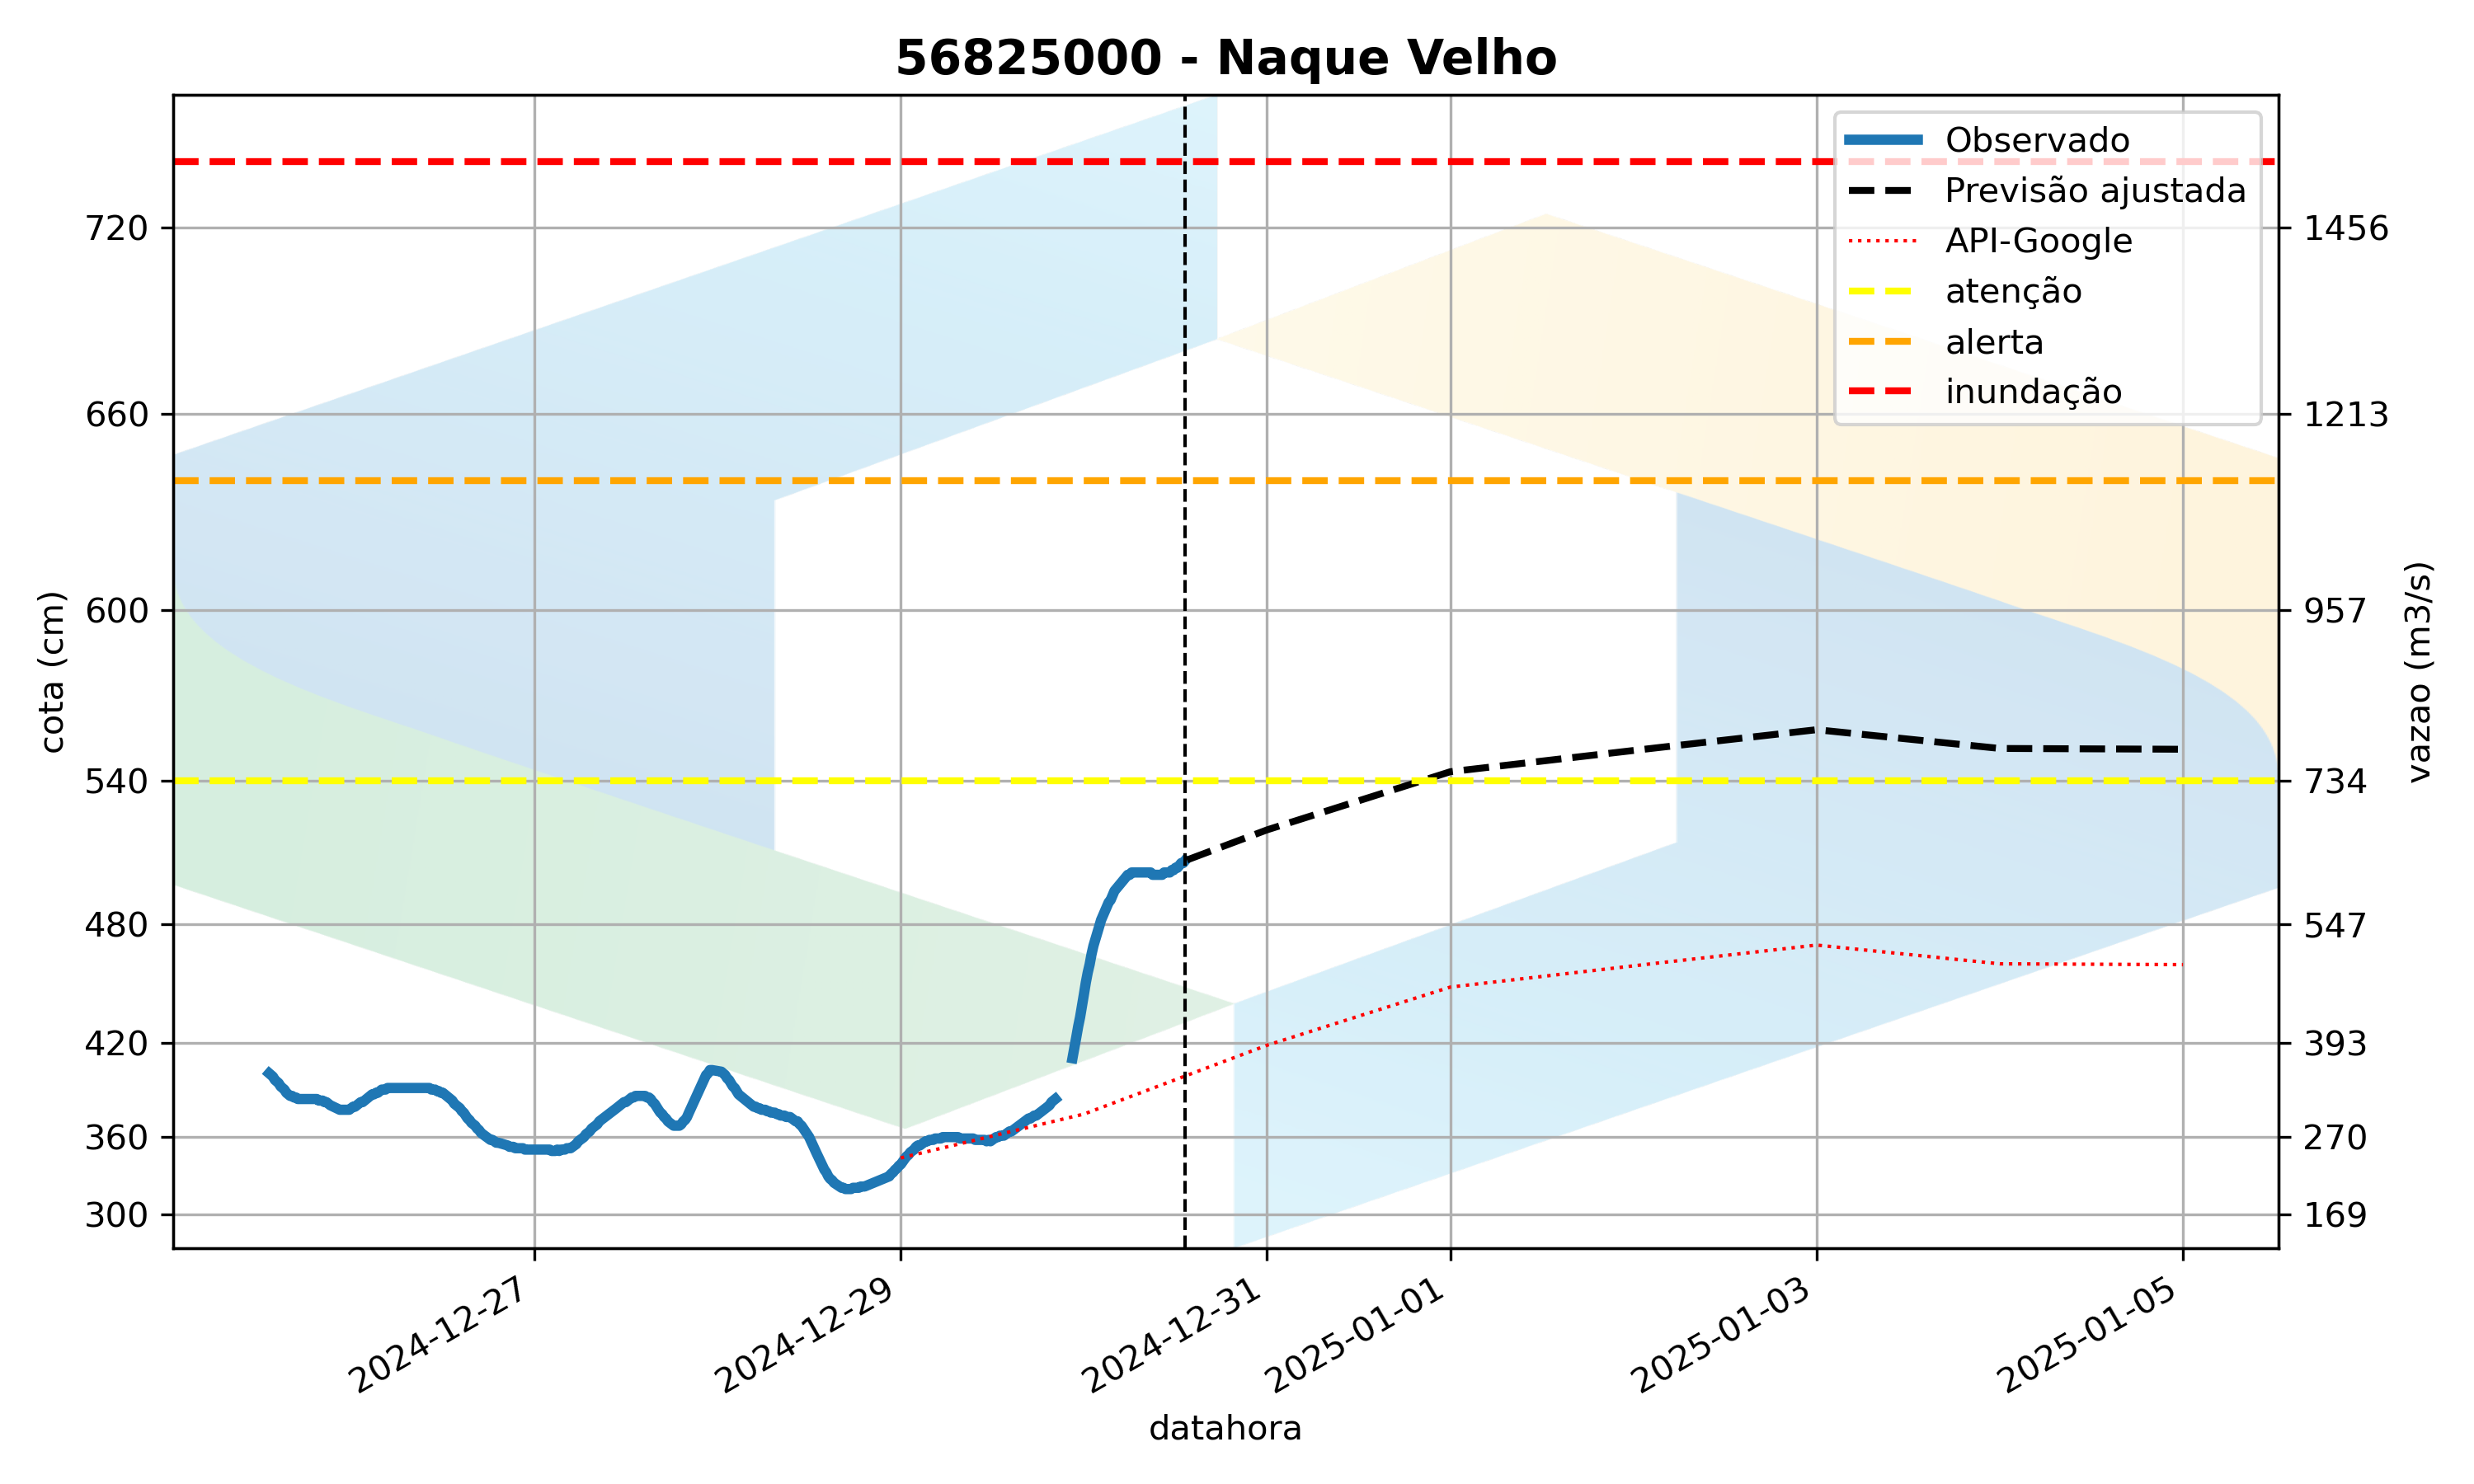 56825000 - Naque Velho
Observado
Previsão ajustada
API-Google
atenção
alerta
inundação
720
660
600
540
480
420
360
300
1456
1213
957
734
547
393
270
169
cota (cm)
vazao (m3/s)
2024-12-27
2024-12-29
2024-12-31
2025-01-01
2025-01-03
2025-01-05
datahora